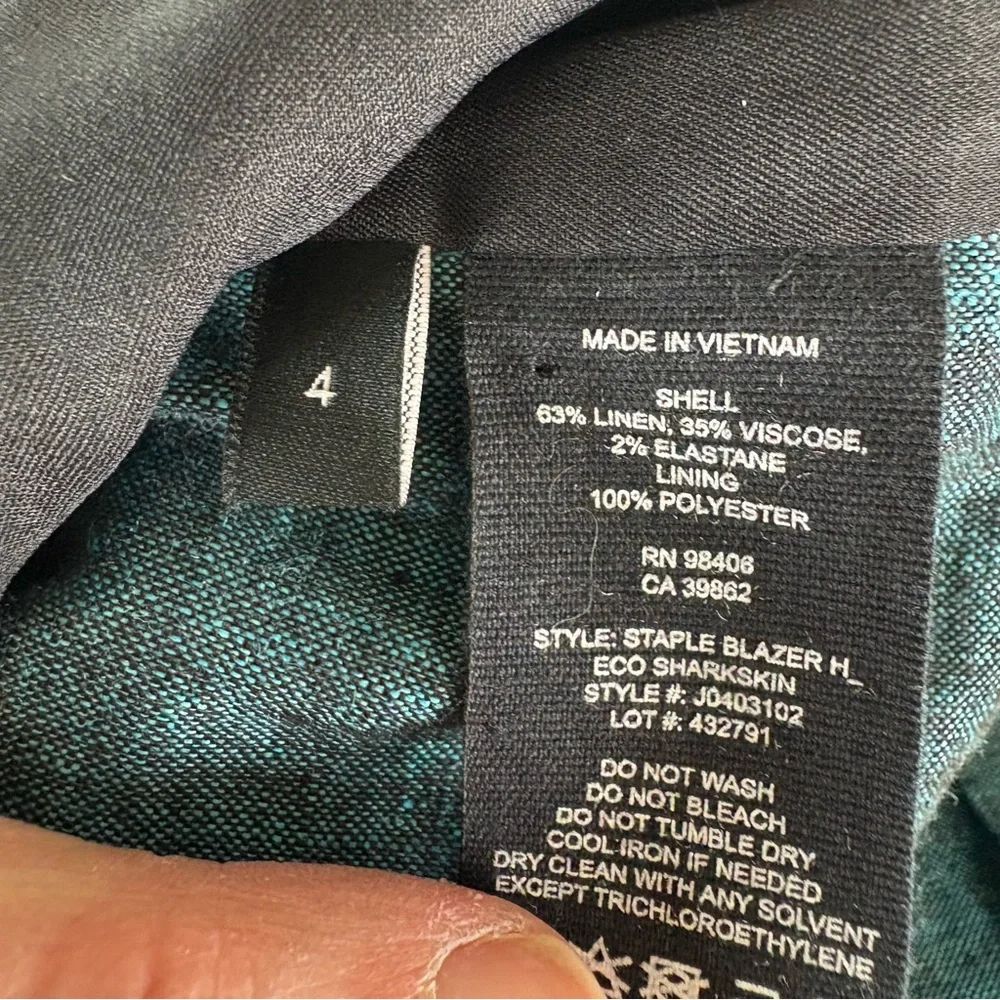 4
MADE IN VIETNAM
SHELL
63% LINEN, 35% VISCOSE,
2% ELASTANE
LINING
100% POLYESTER
RN 98406
CA 39862
STYLE: STAPLE BLAZER H_
ECO SHARKSKIN
STYLE #: J0403102
LOT #: 432791
DO NOT WASH
DO NOT BLEACH
DO NOT TUMBLE DRY
COOL IRON IF NEEDED
DRY CLEAN WITH ANY SOLVENT
EXCEPT TRICHLOROETHYLENE